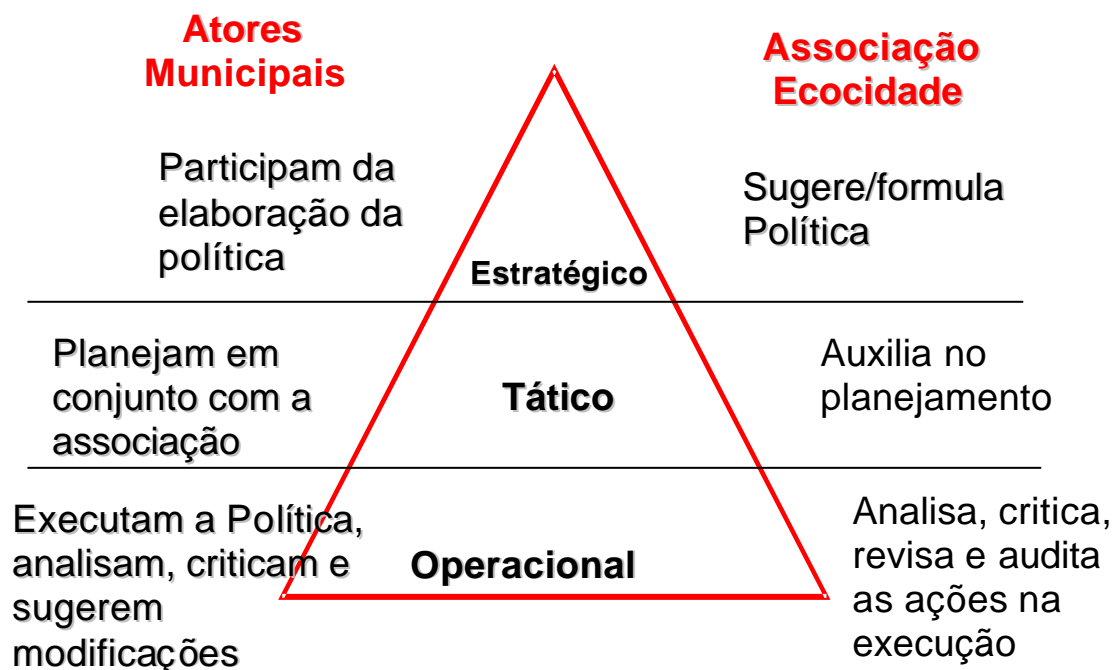 Atores
Municipais
Associação
Ecocidade
Participam da
elaboração da
política
Sugere/formula
Política
Estratégico
Planejam em
conjunto com a
associação
Tático
Auxilia no
planejamento
Executam a Política,
analisam, criticam e
sugerem
modificações
Operacional
Analisa, critica,
revisa e audita
as ações na
execução